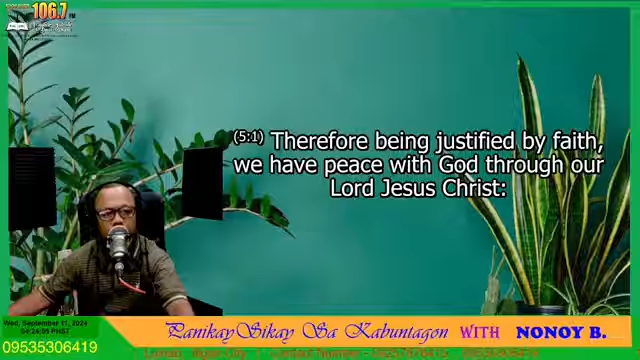 106.7 FM
(5:1) Therefore being justified by faith,
we have peace with God through our
Lord Jesus Christ:
Wed, September 11, 2024
09535306419
PanikaySikay Sa Kabuntagon WITH NONOY B.